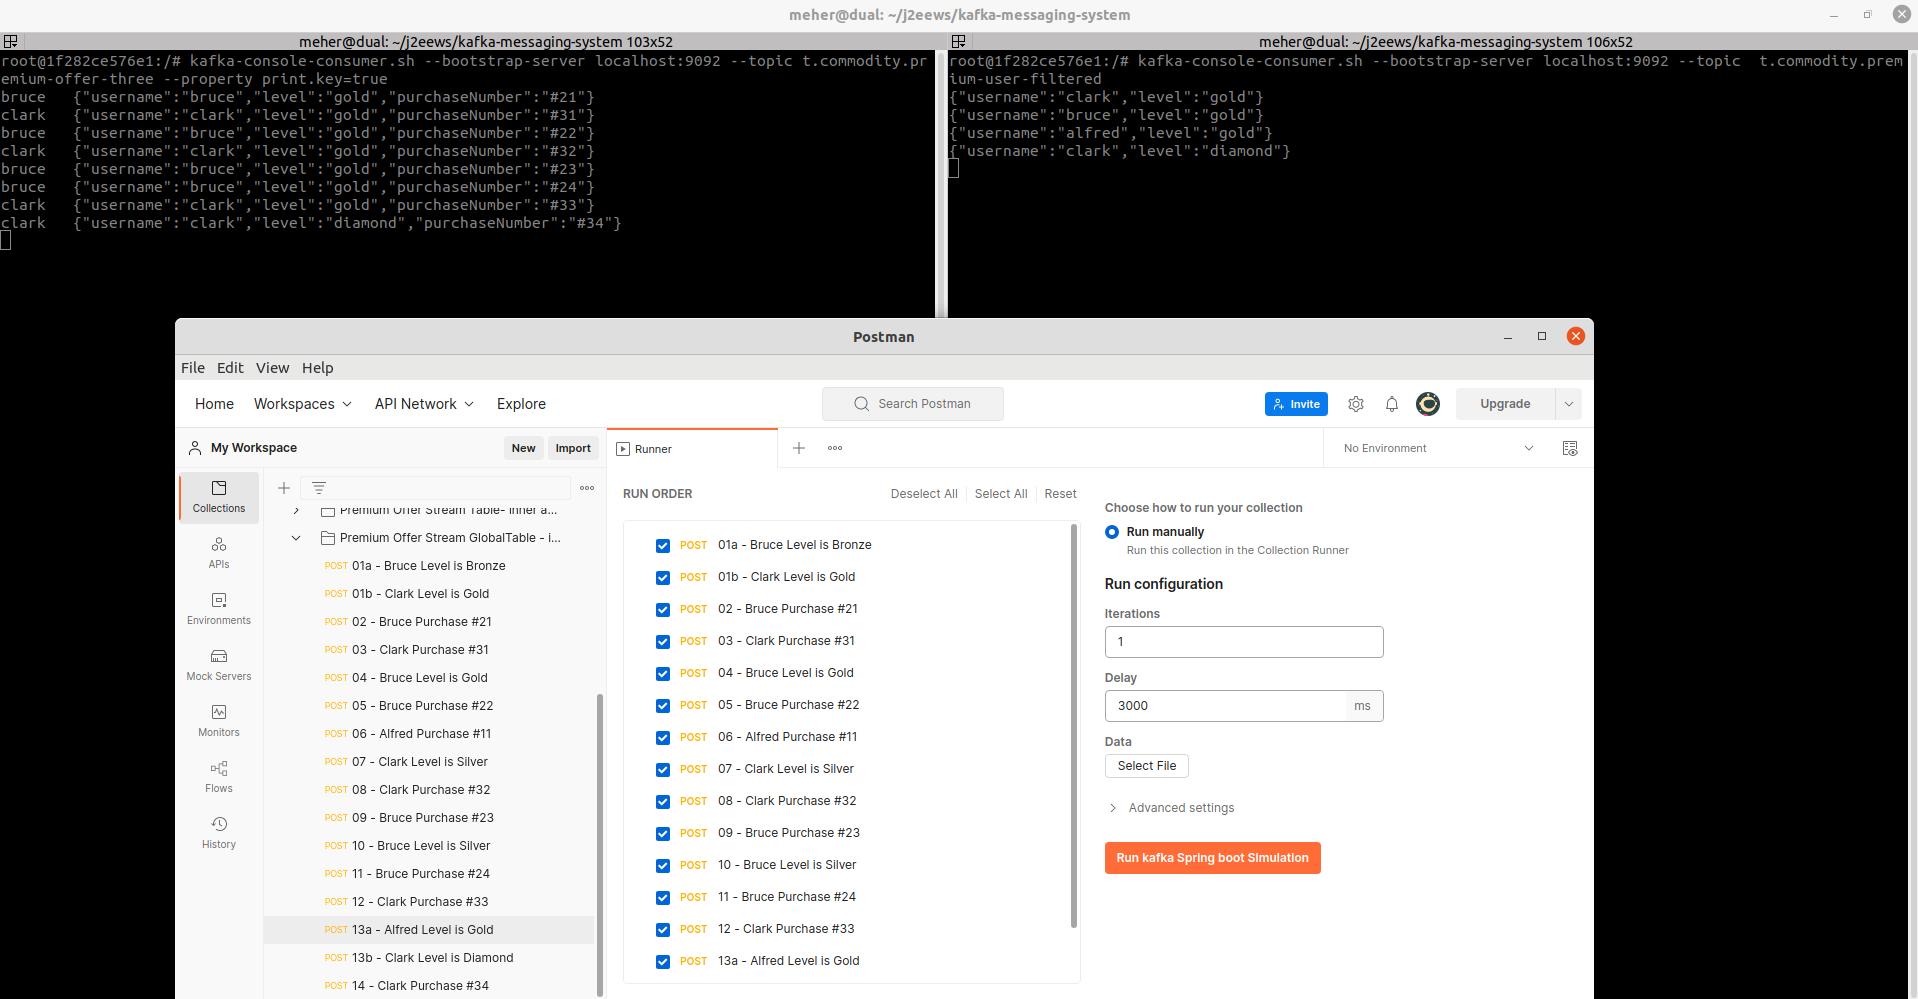 meher@dual: ~/j2eews/kafka-messaging-system
meher@dual: ~/j2eews/kafka-messaging-system 103x52
root@1f282ce576e1:/# kafka-console-consumer.sh --bootstrap-server localhost:9092 --topic t.commodity.pr
emium-offer-three --property print.key=true
bruce   {"username":"bruce","level":"gold","purchaseNumber":"#21"}
clark   {"username":"clark","level":"gold","purchaseNumber":"#31"}
bruce   {"username":"bruce","level":"gold","purchaseNumber":"#22"}
clark   {"username":"clark","level":"gold","purchaseNumber":"#32"}
bruce   {"username":"bruce","level":"gold","purchaseNumber":"#23"}
bruce   {"username":"bruce","level":"gold","purchaseNumber":"#24"}
clark   {"username":"clark","level":"gold","purchaseNumber":"#33"}
clark   {"username":"clark","level":"diamond","purchaseNumber":"#34"}
meher@dual: ~/j2eews/kafka-messaging-system 106x52
root@1f282ce576e1:/# kafka-console-consumer.sh --bootstrap-server localhost:9092 --topic  t.commodity.prem
ium-user-filtered
{"username":"clark","level":"gold"}
{"username":"bruce","level":"gold"}
{"username":"alfred","level":"gold"}
{"username":"clark","level":"diamond"}
Postman
File Edit View Help
Home Workspaces API Network Explore
Search Postman
Invite
Upgrade
My Workspace
New Import
Runner
No Environment
Collections
APIs
Environments
Mock Servers
Monitors
Flows
History
Premium Offer Stream Table- Inner a...
Premium Offer Stream GlobalTable - i...
POST 01a - Bruce Level is Bronze
POST 01b - Clark Level is Gold
POST 02 - Bruce Purchase #21
POST 03 - Clark Purchase #31
POST 04 - Bruce Level is Gold
POST 05 - Bruce Purchase #22
POST 06 - Alfred Purchase #11
POST 07 - Clark Level is Silver
POST 08 - Clark Purchase #32
POST 09 - Bruce Purchase #23
POST 10 - Bruce Level is Silver
POST 11 - Bruce Purchase #24
POST 12 - Clark Purchase #33
POST 13a - Alfred Level is Gold
POST 13b - Clark Level is Diamond
POST 14 - Clark Purchase #34
RUN ORDER
Deselect All Select All Reset
POST 01a - Bruce Level is Bronze
POST 01b - Clark Level is Gold
POST 02 - Bruce Purchase #21
POST 03 - Clark Purchase #31
POST 04 - Bruce Level is Gold
POST 05 - Bruce Purchase #22
POST 06 - Alfred Purchase #11
POST 07 - Clark Level is Silver
POST 08 - Clark Purchase #32
POST 09 - Bruce Purchase #23
POST 10 - Bruce Level is Silver
POST 11 - Bruce Purchase #24
POST 12 - Clark Purchase #33
POST 13a - Alfred Level is Gold
Choose how to run your collection
Run manually
Run this collection in the Collection Runner
Run configuration
Iterations
1
Delay
3000 ms
Data
Select File
Advanced settings
Run kafka Spring boot Simulation